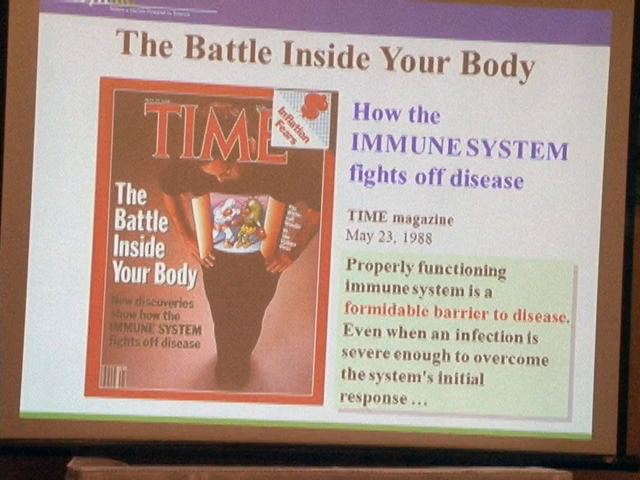 The Battle Inside Your Body
TIME
Inflation
Fears
The
Battle
Inside
Your Body
New discoveries
show how the
IMMUNE SYSTEM
fights off disease
How the
IMMUNE SYSTEM
fights off disease
TIME magazine
May 23, 1988
Properly functioning
immune system is a
formidable barrier to disease.
Even when an infection is
severe enough to overcome
the system's initial
response ...